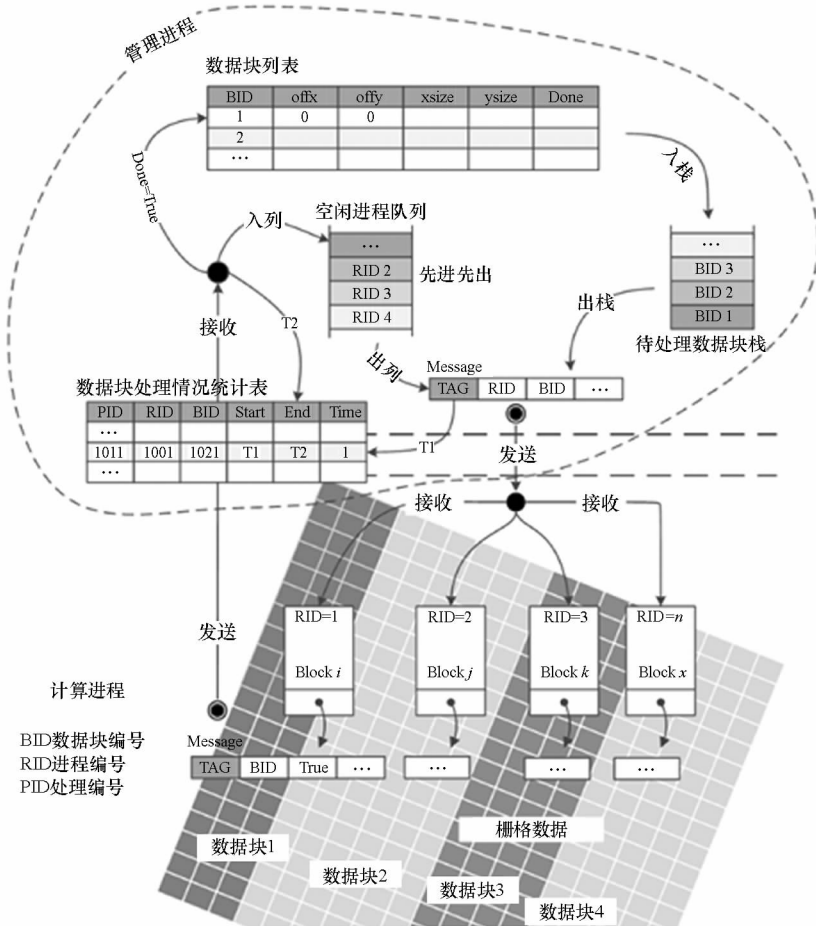 管理进程
数据块列表
BID offx offy xsize ysize Done
1 0 0
2
…
Done=True
入栈
入列
空闲进程队列
…
RID 2
RID 3
RID 4
先进先出
…
BID 3
BID 2
BID 1
待处理数据块栈
出栈
接收
T2
出列
Message
TAG RID BID …
数据块处理情况统计表
PID RID BID Start End Time
…
1011 1001 1021 T1 T2 1
…
T1
发送
接收
接收
RID=1
Block i
RID=2
Block j
RID=3
Block k
RID=n
Block x
发送
计算进程
BID数据块编号
RID进程编号
PID处理编号
Message
TAG BID True …
…
…
…
栅格数据
数据块1
数据块2
数据块3
数据块4